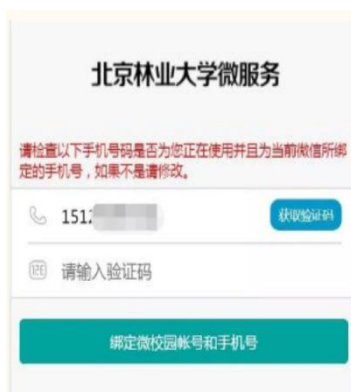 北京林业大学微服务
请检查以下手机号码是否为您正在使用并且为当前微信所绑
定的手机号，如果不是请修改。
1512 获取验证码
请输入验证码
绑定微校园帐号和手机号